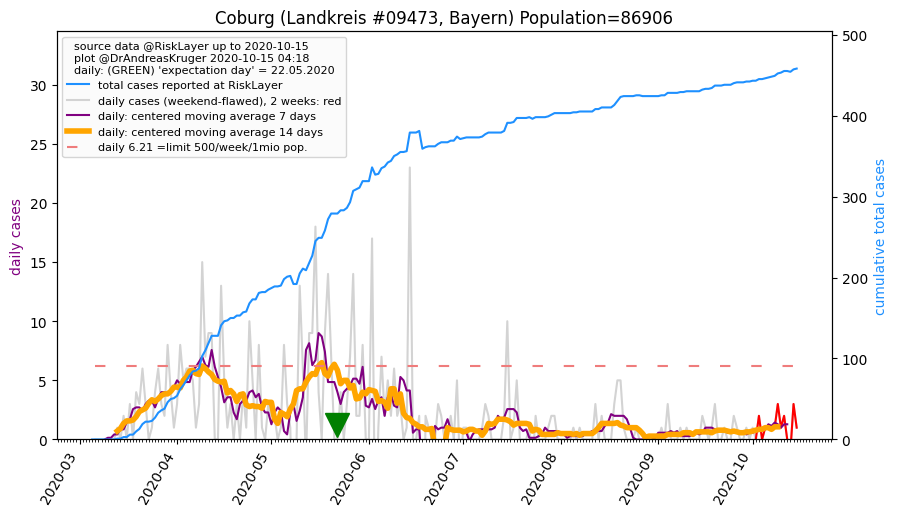 Coburg (Landkreis #09473, Bayern) Population=86906
source data @RiskLayer up to 2020-10-15
plot @DrAndreasKruger 2020-10-15 04:18
daily: (GREEN) 'expectation day' = 22.05.2020
total cases reported at RiskLayer
daily cases (weekend-flawed), 2 weeks: red
daily: centered moving average 7 days
daily: centered moving average 14 days
daily 6.21 =limit 500/week/1mio pop.
daily cases
30
25
20
15
10
5
0
cumulative total cases
500
400
300
200
100
0
2020-03
2020-04
2020-05
2020-06
2020-07
2020-08
2020-09
2020-10